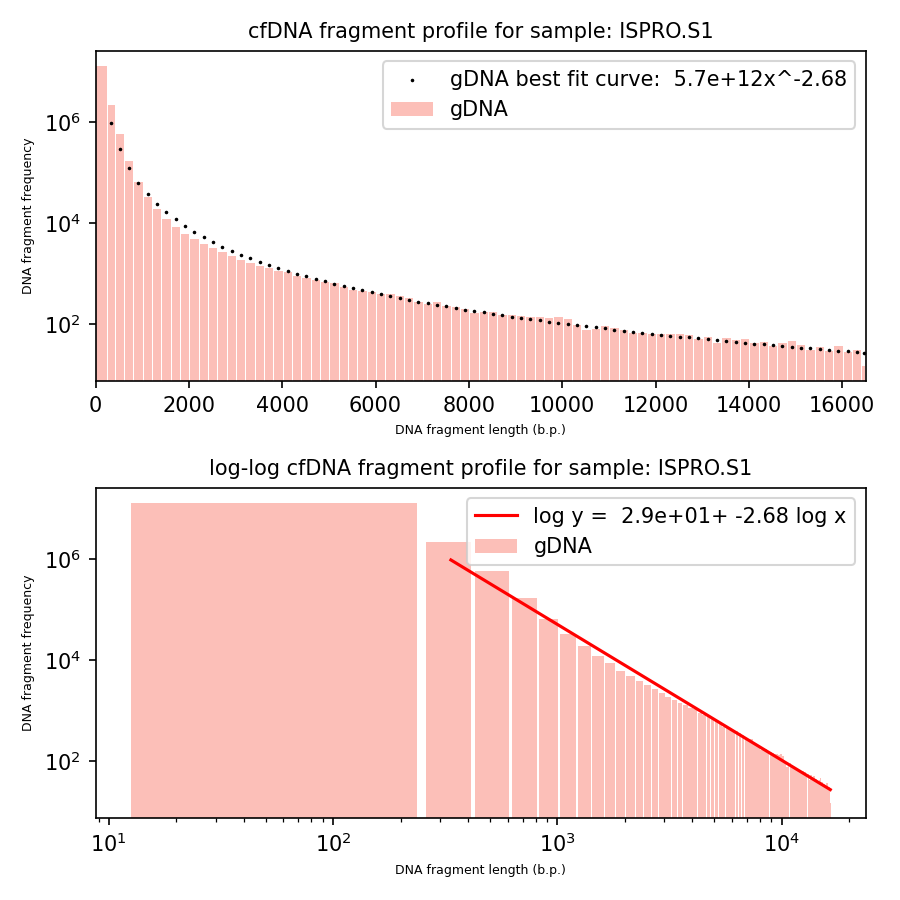 cfDNA fragment profile for sample: ISPRO.S1
gDNA best fit curve:  5.7e+12x^-2.68
gDNA
DNA fragment frequency
10^6
10^4
10^2
0 2000 4000 6000 8000 10000 12000 14000 16000
DNA fragment length (b.p.)
log-log cfDNA fragment profile for sample: ISPRO.S1
log y =  2.9e+01+ -2.68 log x
gDNA
DNA fragment frequency
10^6
10^4
10^2
10^1 10^2 10^3 10^4
DNA fragment length (b.p.)